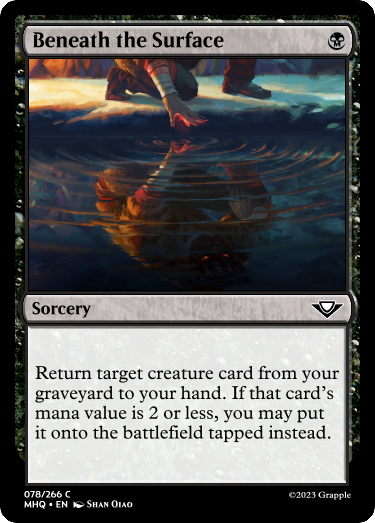 Beneath the Surface
Sorcery
Return target creature card from your
graveyard to your hand. If that card's
mana value is 2 or less, you may put
it onto the battlefield tapped instead.
078/266 C
MHQ • EN Shan Qiao
©2023 Grapple